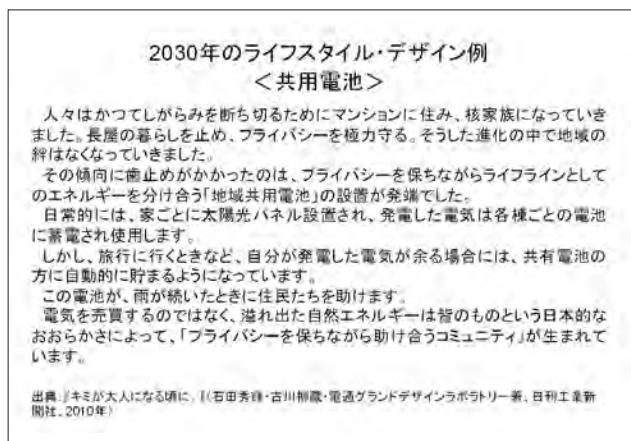 2030年のライフスタイル・デザイン例
＜共用電池＞
人々はかつてしがらみを断ち切るためにマンションに住み、核家族になっていき
ました。長屋の暮らしを止め、プライバシーを極力守る。そうした進化の中で地域の
絆はなくなっていきました。
その傾向に歯止めがかかったのは、プライバシーを保ちながらライフラインとして
のエネルギーを分け合う「地域共用電池」の設置が発端でした。
日常的には、家ごとに太陽光パネル設置され、発電した電気は各棟ごとの電池
に蓄電され使用します。
しかし、旅行に行くときなど、自分が発電した電気が余る場合には、共有電池の
方に自動的に貯まるようになっています。
この電池が、雨が続いたときに住民たちを助けます。
電気を売買するのではなく、溢れ出た自然エネルギーは皆のものという日本的な
おおらかさによって、「プライバシーを保ちながら助け合うコミュニティ」が生まれて
います。
出典:『キミが大人になる頃に。』(石田秀輝・古川柳蔵・電通グランドデザインラボラトリー著、日刊工業新
聞社、2010年)